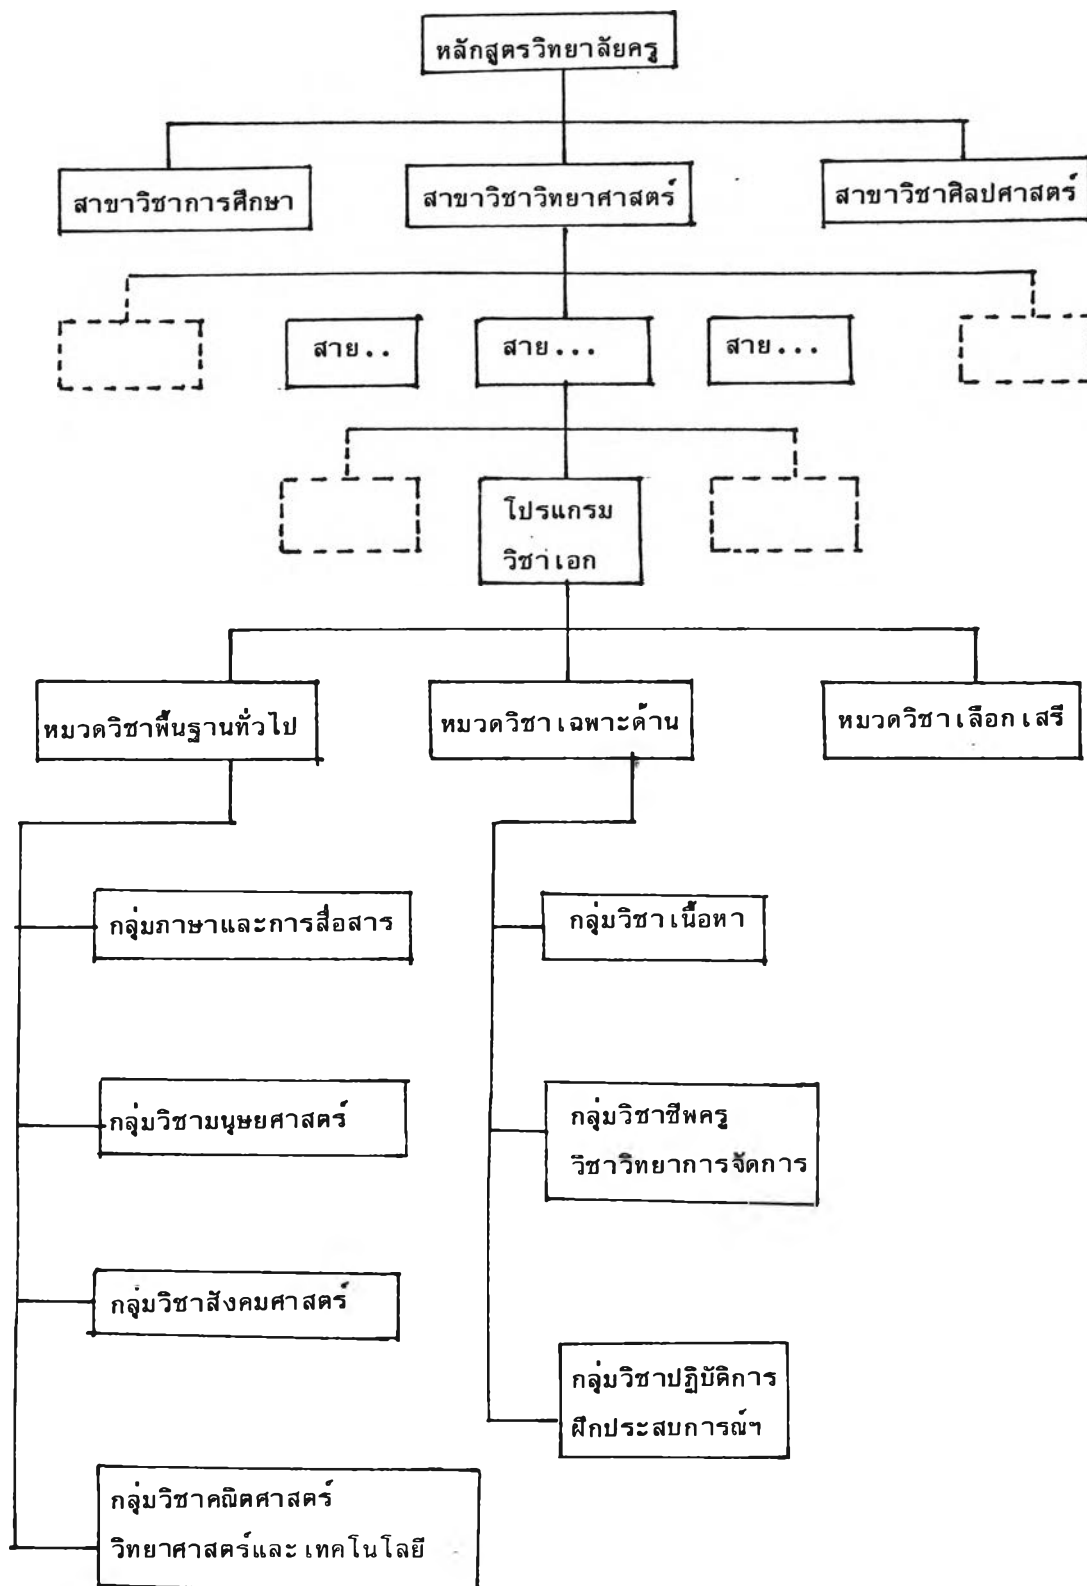 หลักสูตรวิทยาลัยครู
สาขาวิชาการศึกษา
สาขาวิชาวิทยาศาสตร์
สาขาวิชาศิลปศาสตร์
สาย..
สาย...
สาย...
โปรแกรม
วิชาเอก
หมวดวิชาพื้นฐานทั่วไป
หมวดวิชาเฉพาะด้าน
หมวดวิชาเลือกเสรี
กลุ่มภาษาและการสื่อสาร
กลุ่มวิชามนุษยศาสตร์
กลุ่มวิชาสังคมศาสตร์
กลุ่มวิชาคณิตศาสตร์
วิทยาศาสตร์และเทคโนโลยี
กลุ่มวิชาเนื้อหา
กลุ่มวิชาชีพครู
วิชาวิทยาการจัดการ
กลุ่มวิชาปฏิบัติการ
ฝึกประสบการณ์ฯ